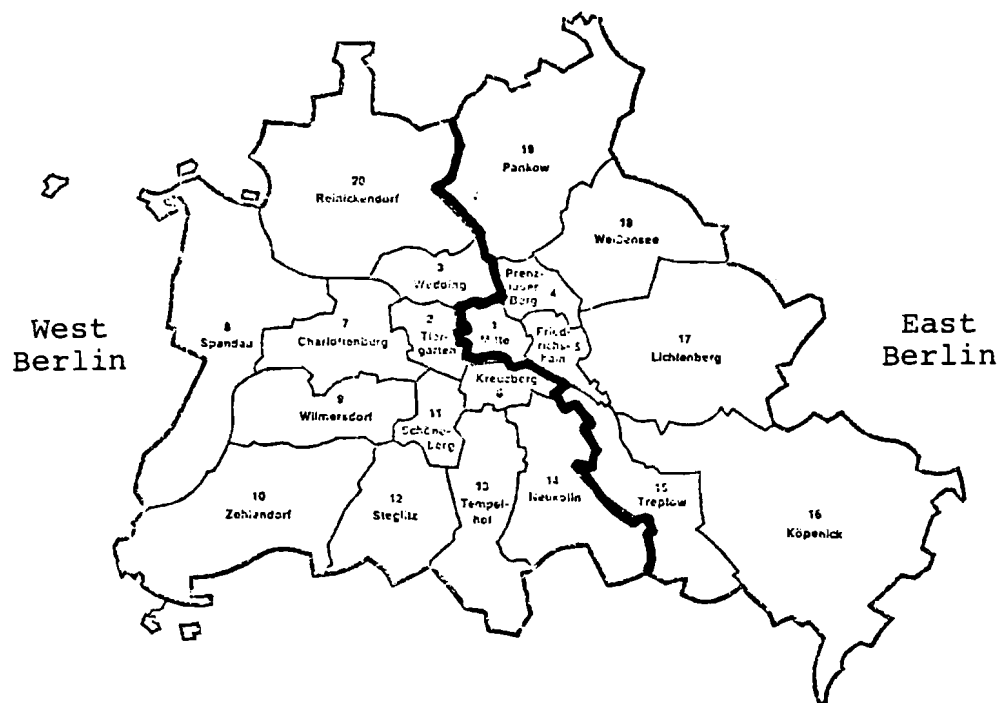 19
Pankow
20
Reinickendorf
18
Weißensee
3
Wedding
Prenz-
lauer
Berg 4
West
Berlin
8
Spandau
7
Charlottenburg
2
Tier-
garten
1
Mitte
Fried-
richs- 5
hain
17
Lichtenberg
East
Berlin
Kreuzberg
6
9
Wilmersdorf
11
Schöne-
berg
10
Zehlendorf
12
Steglitz
13
Tempel-
hof
14
Neukölln
15
Treptow
16
Köpenick